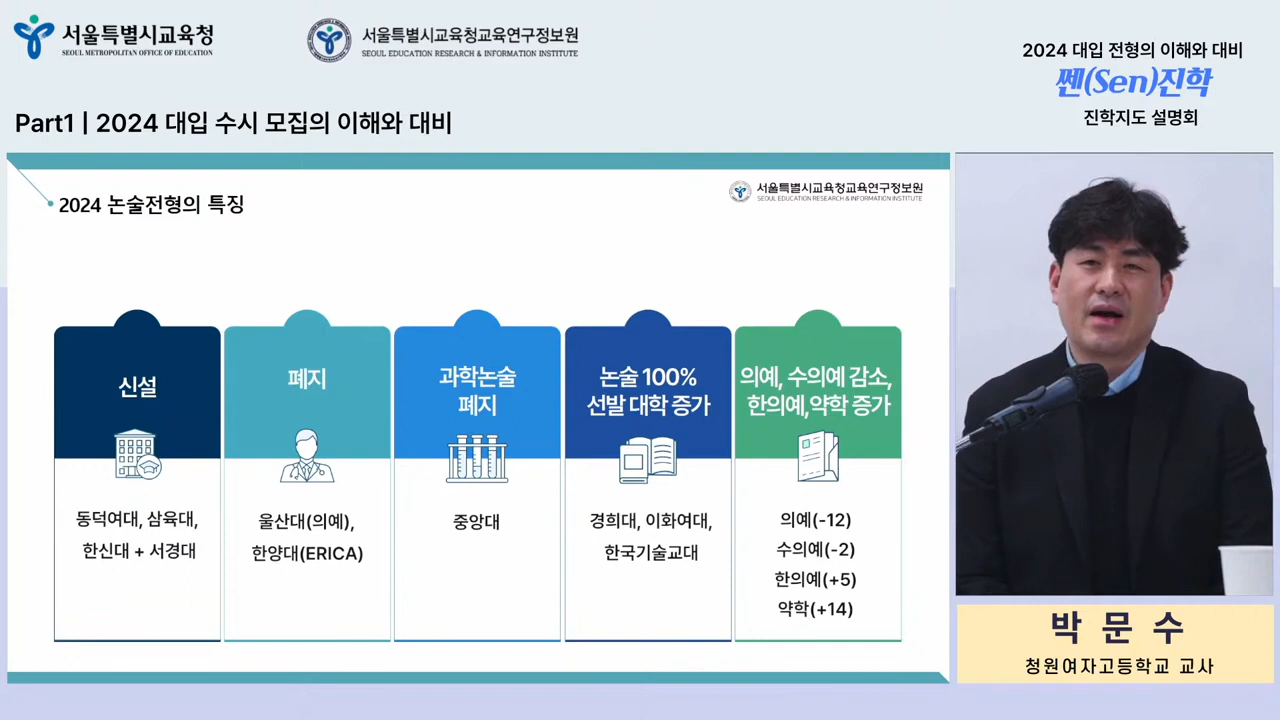 서울특별시교육청
SEOUL METROPOLITAN OFFICE OF EDUCATION
서울특별시교육청교육연구정보원
SEOUL EDUCATION RESEARCH & INFORMATION INSTITUTE
2024 대입 전형의 이해와 대비
쎈(Sen)진학
진학지도 설명회
Part1 | 2024 대입 수시 모집의 이해와 대비
2024 논술전형의 특징
서울특별시교육청교육연구정보원
SEOUL EDUCATION RESEARCH & INFORMATION INSTITUTE
신설
동덕여대, 삼육대,
한신대 + 서경대
폐지
울산대(의예),
한양대(ERICA)
과학논술
폐지
중앙대
논술 100%
선발 대학 증가
경희대, 이화여대,
한국기술교대
의예, 수의예 감소,
한의예,약학 증가
의예(-12)
수의예(-2)
한의예(+5)
약학(+14)
박 문 수
청원여자고등학교 교사